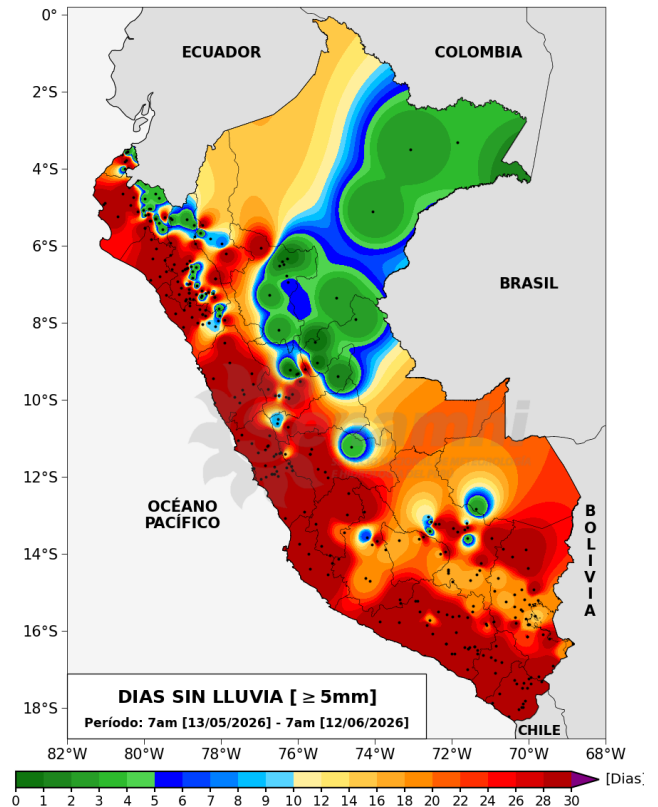 0°
ECUADOR
COLOMBIA
2°S
4°S
6°S
BRASIL
8°S
10°S
Senamhi
12°S
OCÉANO
PACÍFICO
B
O
L
I
V
I
A
14°S
16°S
DIAS SIN LLUVIA [ ≥ 5mm]
Período: 7am [13/05/2026] - 7am [12/06/2026]
18°S
CHILE
82°W 80°W 78°W 76°W 74°W 72°W 70°W 68°W
0 1 2 3 4 5 6 7 8 9 10 12 14 16 18 20 22 24 26 28 30
[Dias]